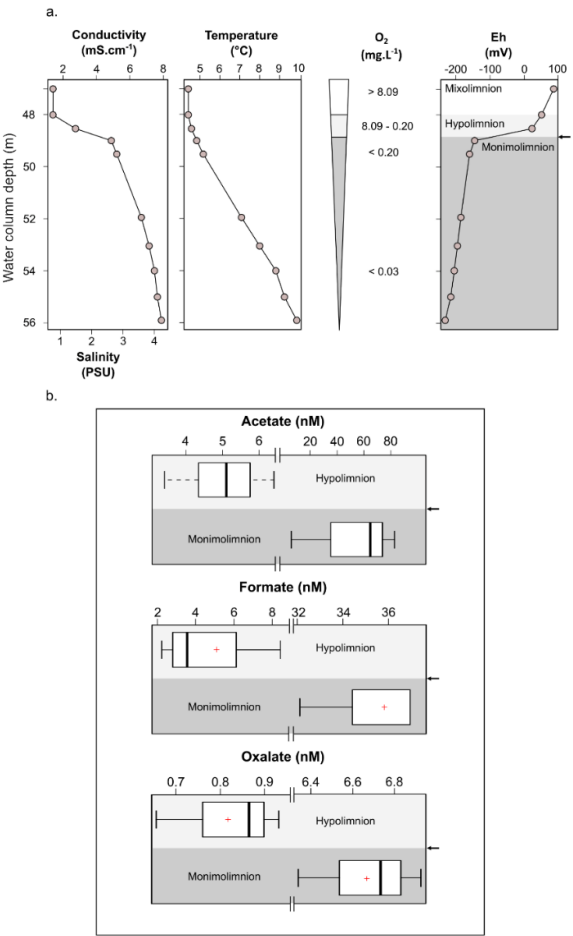 a.
Conductivity Temperature O₂ Eh
(mS.cm⁻¹) (°C) (mg.L⁻¹) (mV)
2 4 6 8 5 6 7 8 9 10 -200 -100 0 100
> 8.09 Mixolimnion
48 8.09 - 0.20 Hypolimnion
< 0.20 Monimolimnion
50
52
54 < 0.03
56
Water column depth (m)
1 2 3 4
Salinity
(PSU)
b.
Acetate (nM)
4 5 6 20 40 60 80
Hypolimnion
Monimolimnion
Formate (nM)
2 4 6 8 32 34 36
Hypolimnion
Monimolimnion
Oxalate (nM)
0.7 0.8 0.9 6.4 6.6 6.8
Hypolimnion
Monimolimnion